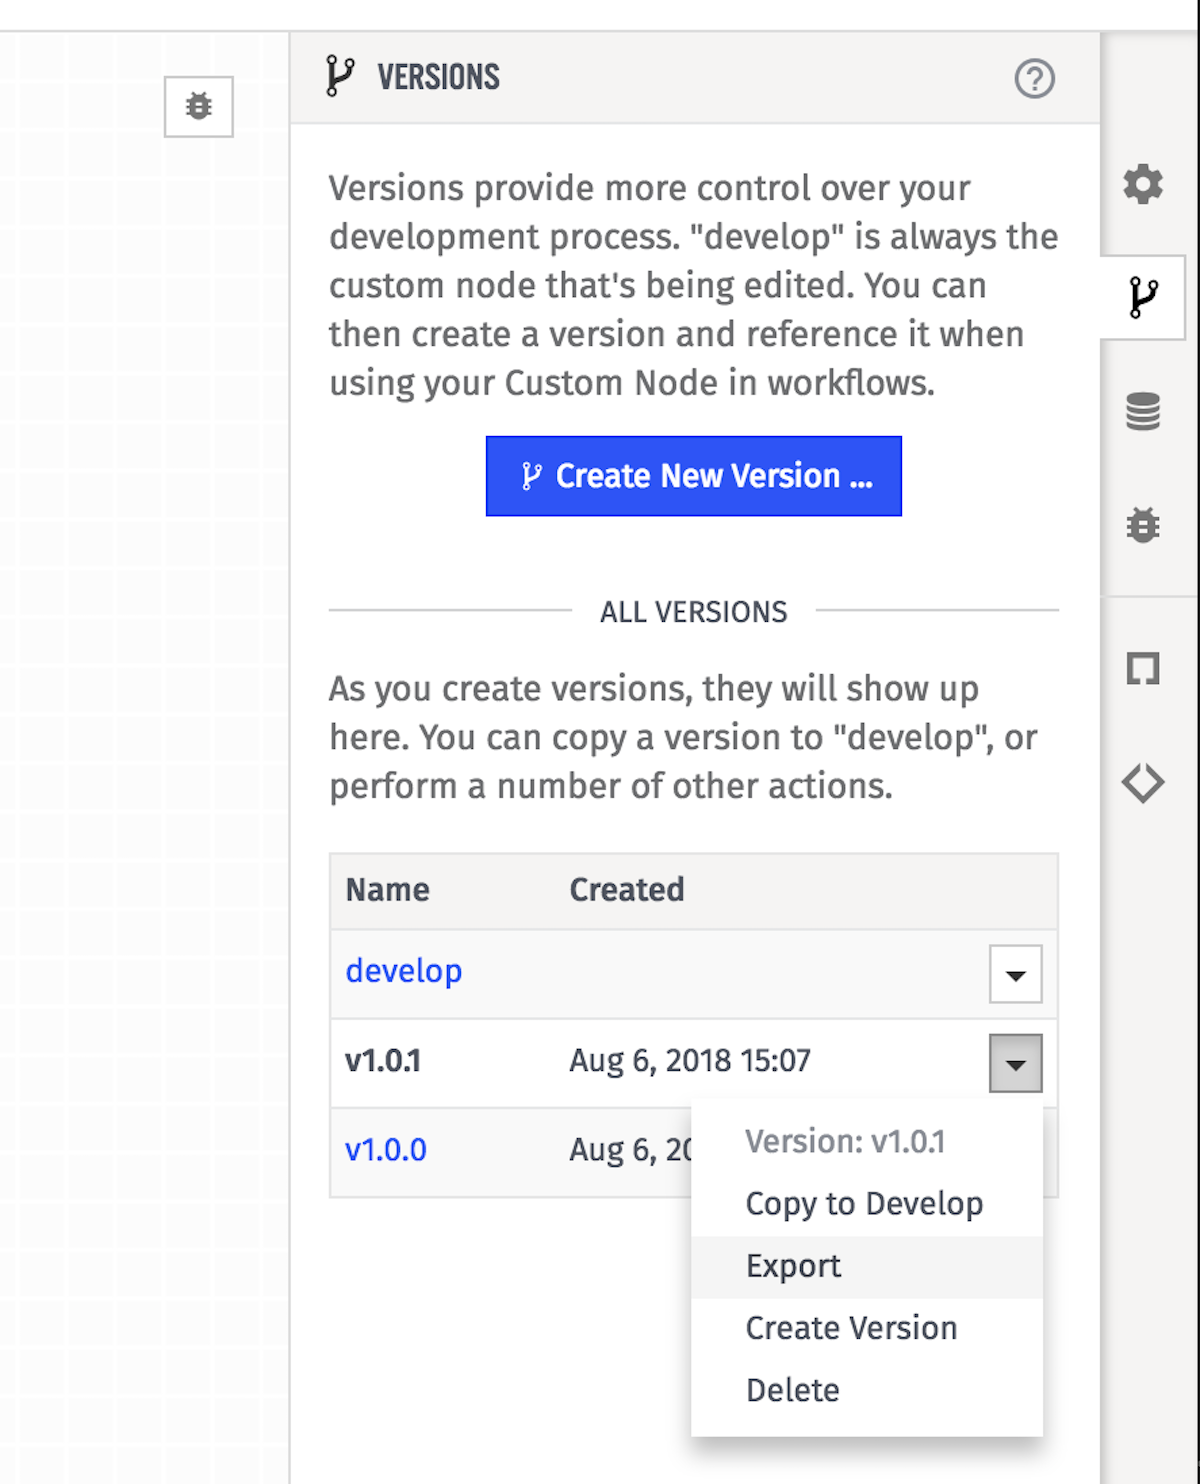 VERSIONS
Versions provide more control over your
development process. "develop" is always the
custom node that's being edited. You can
then create a version and reference it when
using your Custom Node in workflows.
Create New Version ...
ALL VERSIONS
As you create versions, they will show up
here. You can copy a version to "develop", or
perform a number of other actions.
Name Created
develop
v1.0.1 Aug 6, 2018 15:07
v1.0.0 Aug 6,
Version: v1.0.1
Copy to Develop
Export
Create Version
Delete